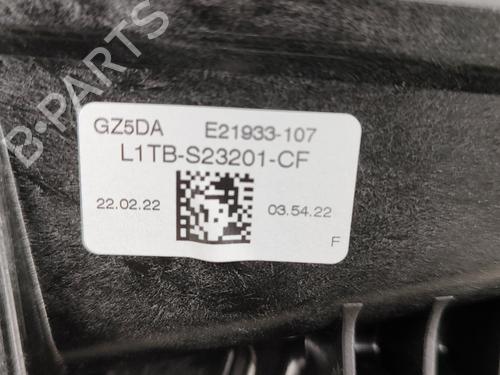 B-PARTS
GZ5DA E21933-107
L1TB-S23201-CF
22.02.22 03.54.22
F